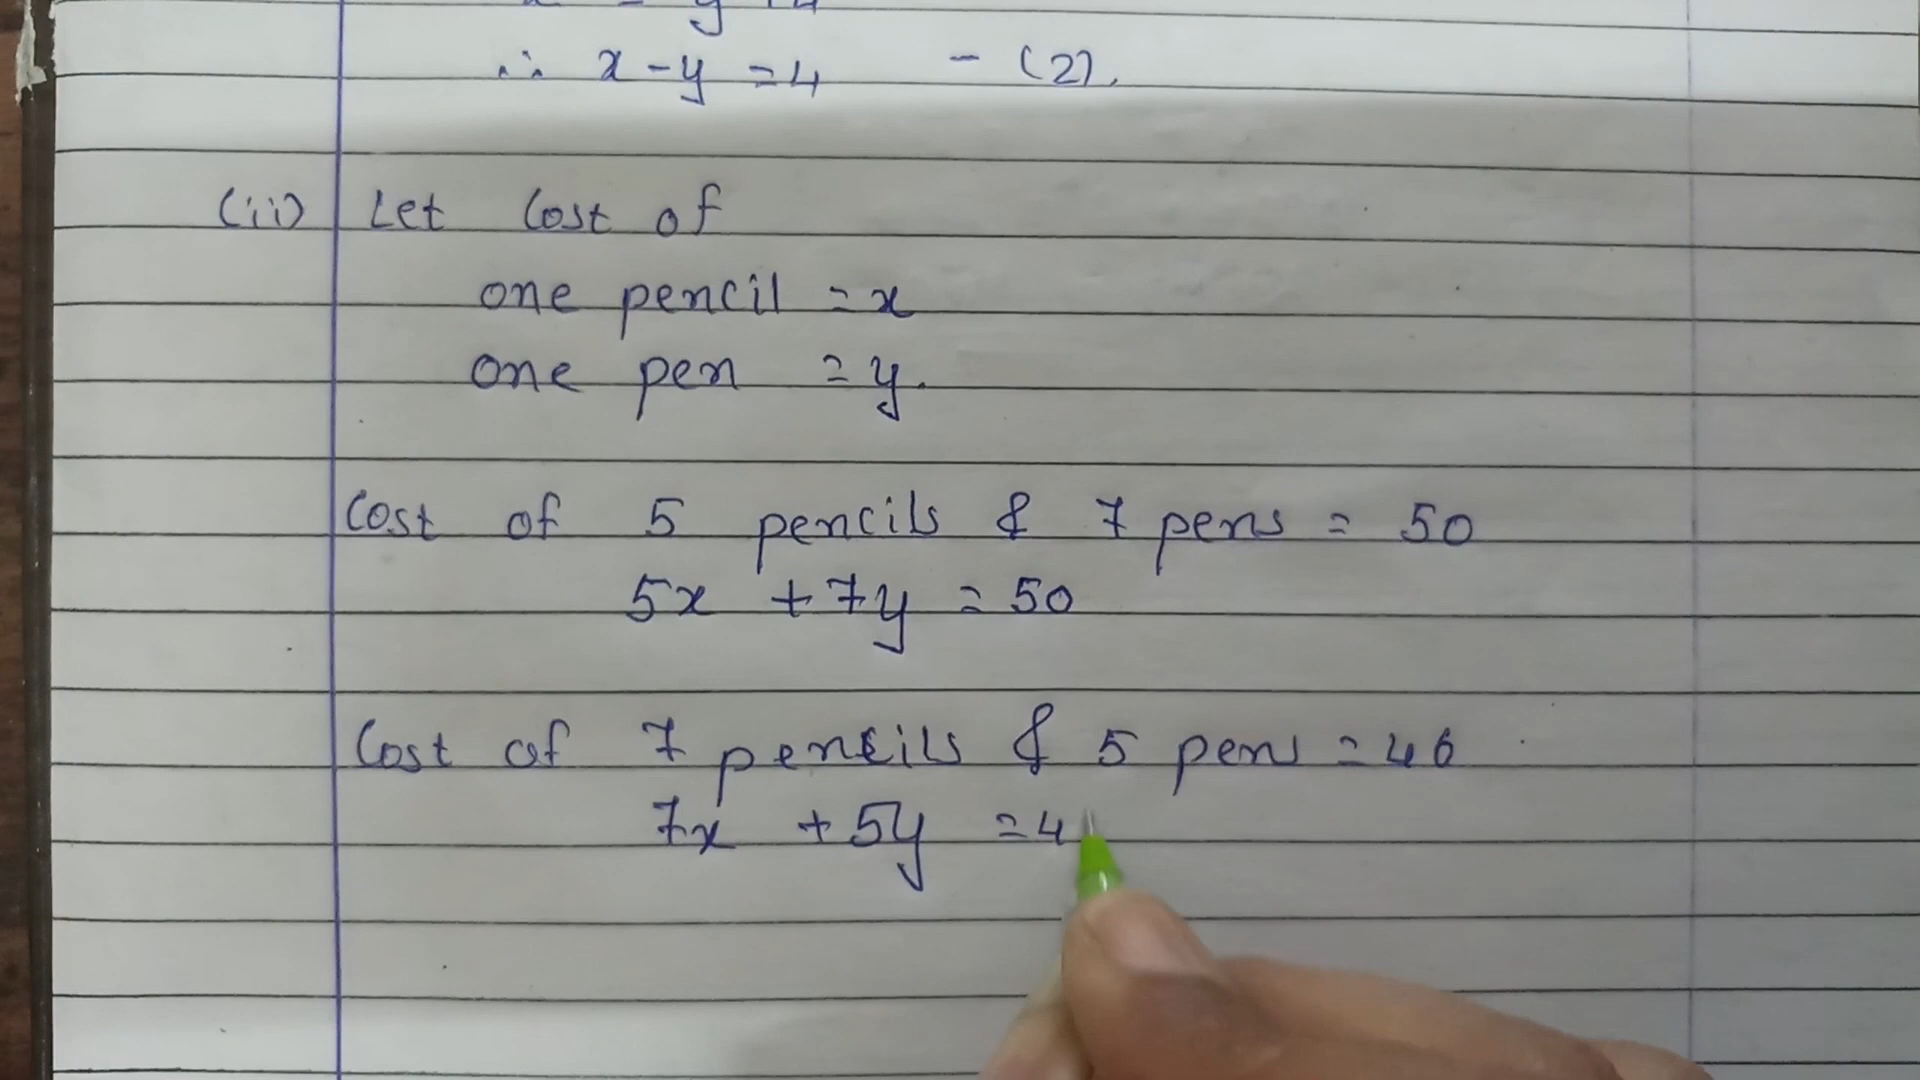 x = y + 4
∴ x - y = 4 - (2).
(ii) Let Cost of
one pencil = x
one pen = y.
Cost of 5 pencils & 7 pens = 50
5x + 7y = 50
Cost of 7 pencils & 5 pens = 46
7x + 5y = 4